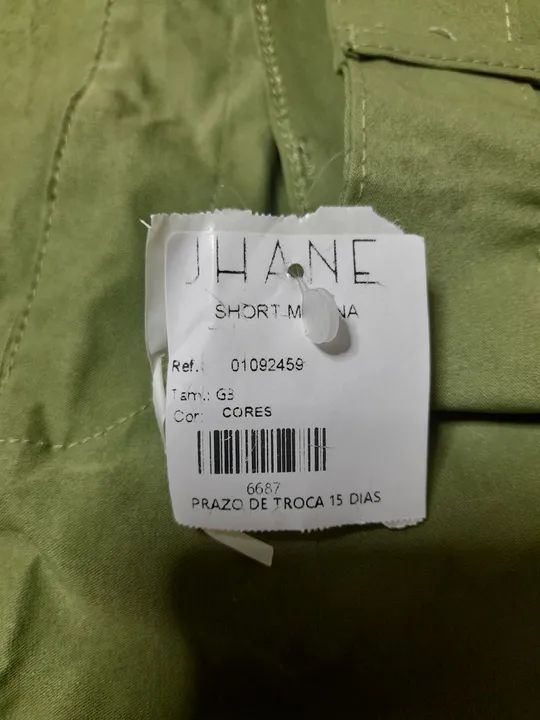 JHANE
SHORT
Ref.: 01092459
Tam.: G3
Cor: CORES
6687
PRAZO DE TROCA 15 DIAS